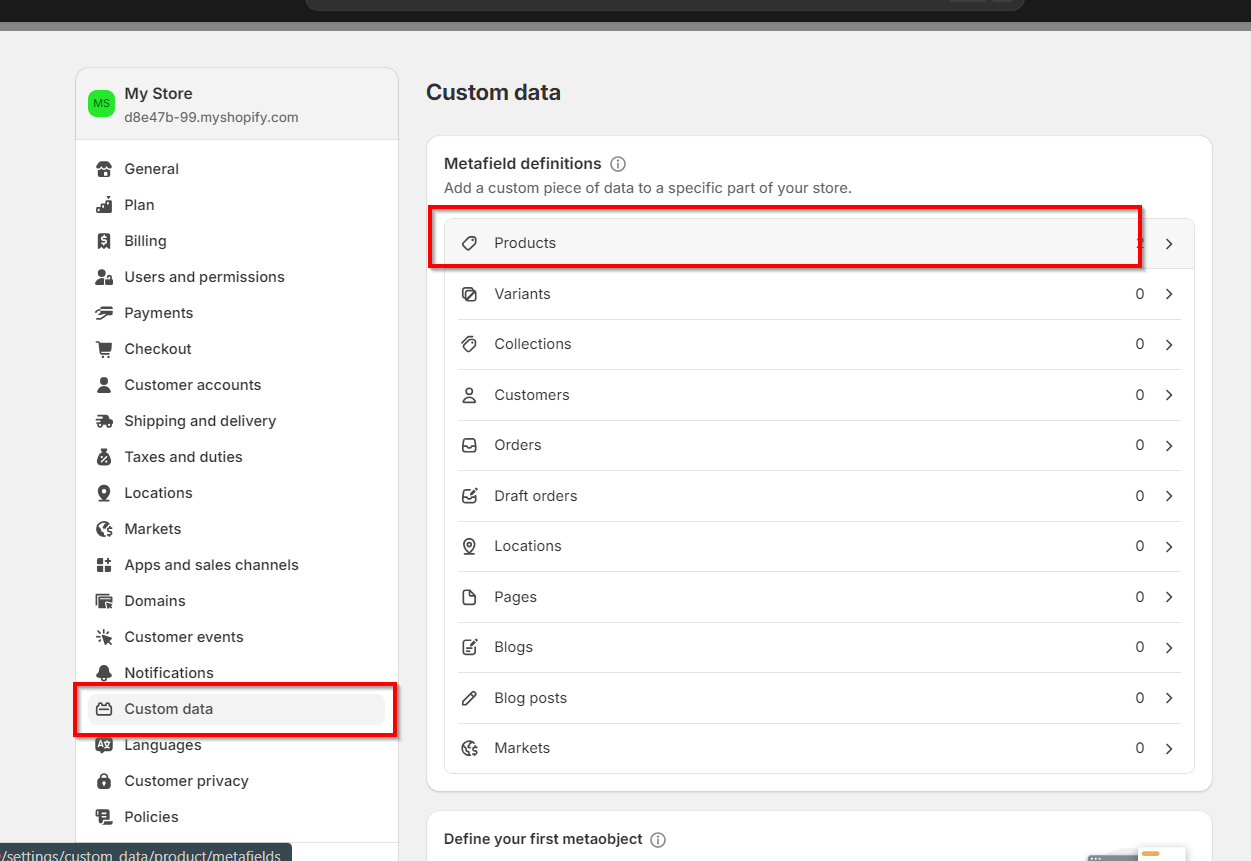 MS
My Store
d8e47b-99.myshopify.com
General
Plan
Billing
Users and permissions
Payments
Checkout
Customer accounts
Shipping and delivery
Taxes and duties
Locations
Markets
Apps and sales channels
Domains
Customer events
Notifications
Custom data
Languages
Customer privacy
Policies
/settings/custom_data/product/metafields
Custom data
Metafield definitions
Add a custom piece of data to a specific part of your store.
Products 2
Variants 0
Collections 0
Customers 0
Orders 0
Draft orders 0
Locations 0
Pages 0
Blogs 0
Blog posts 0
Markets 0
Define your first metaobject